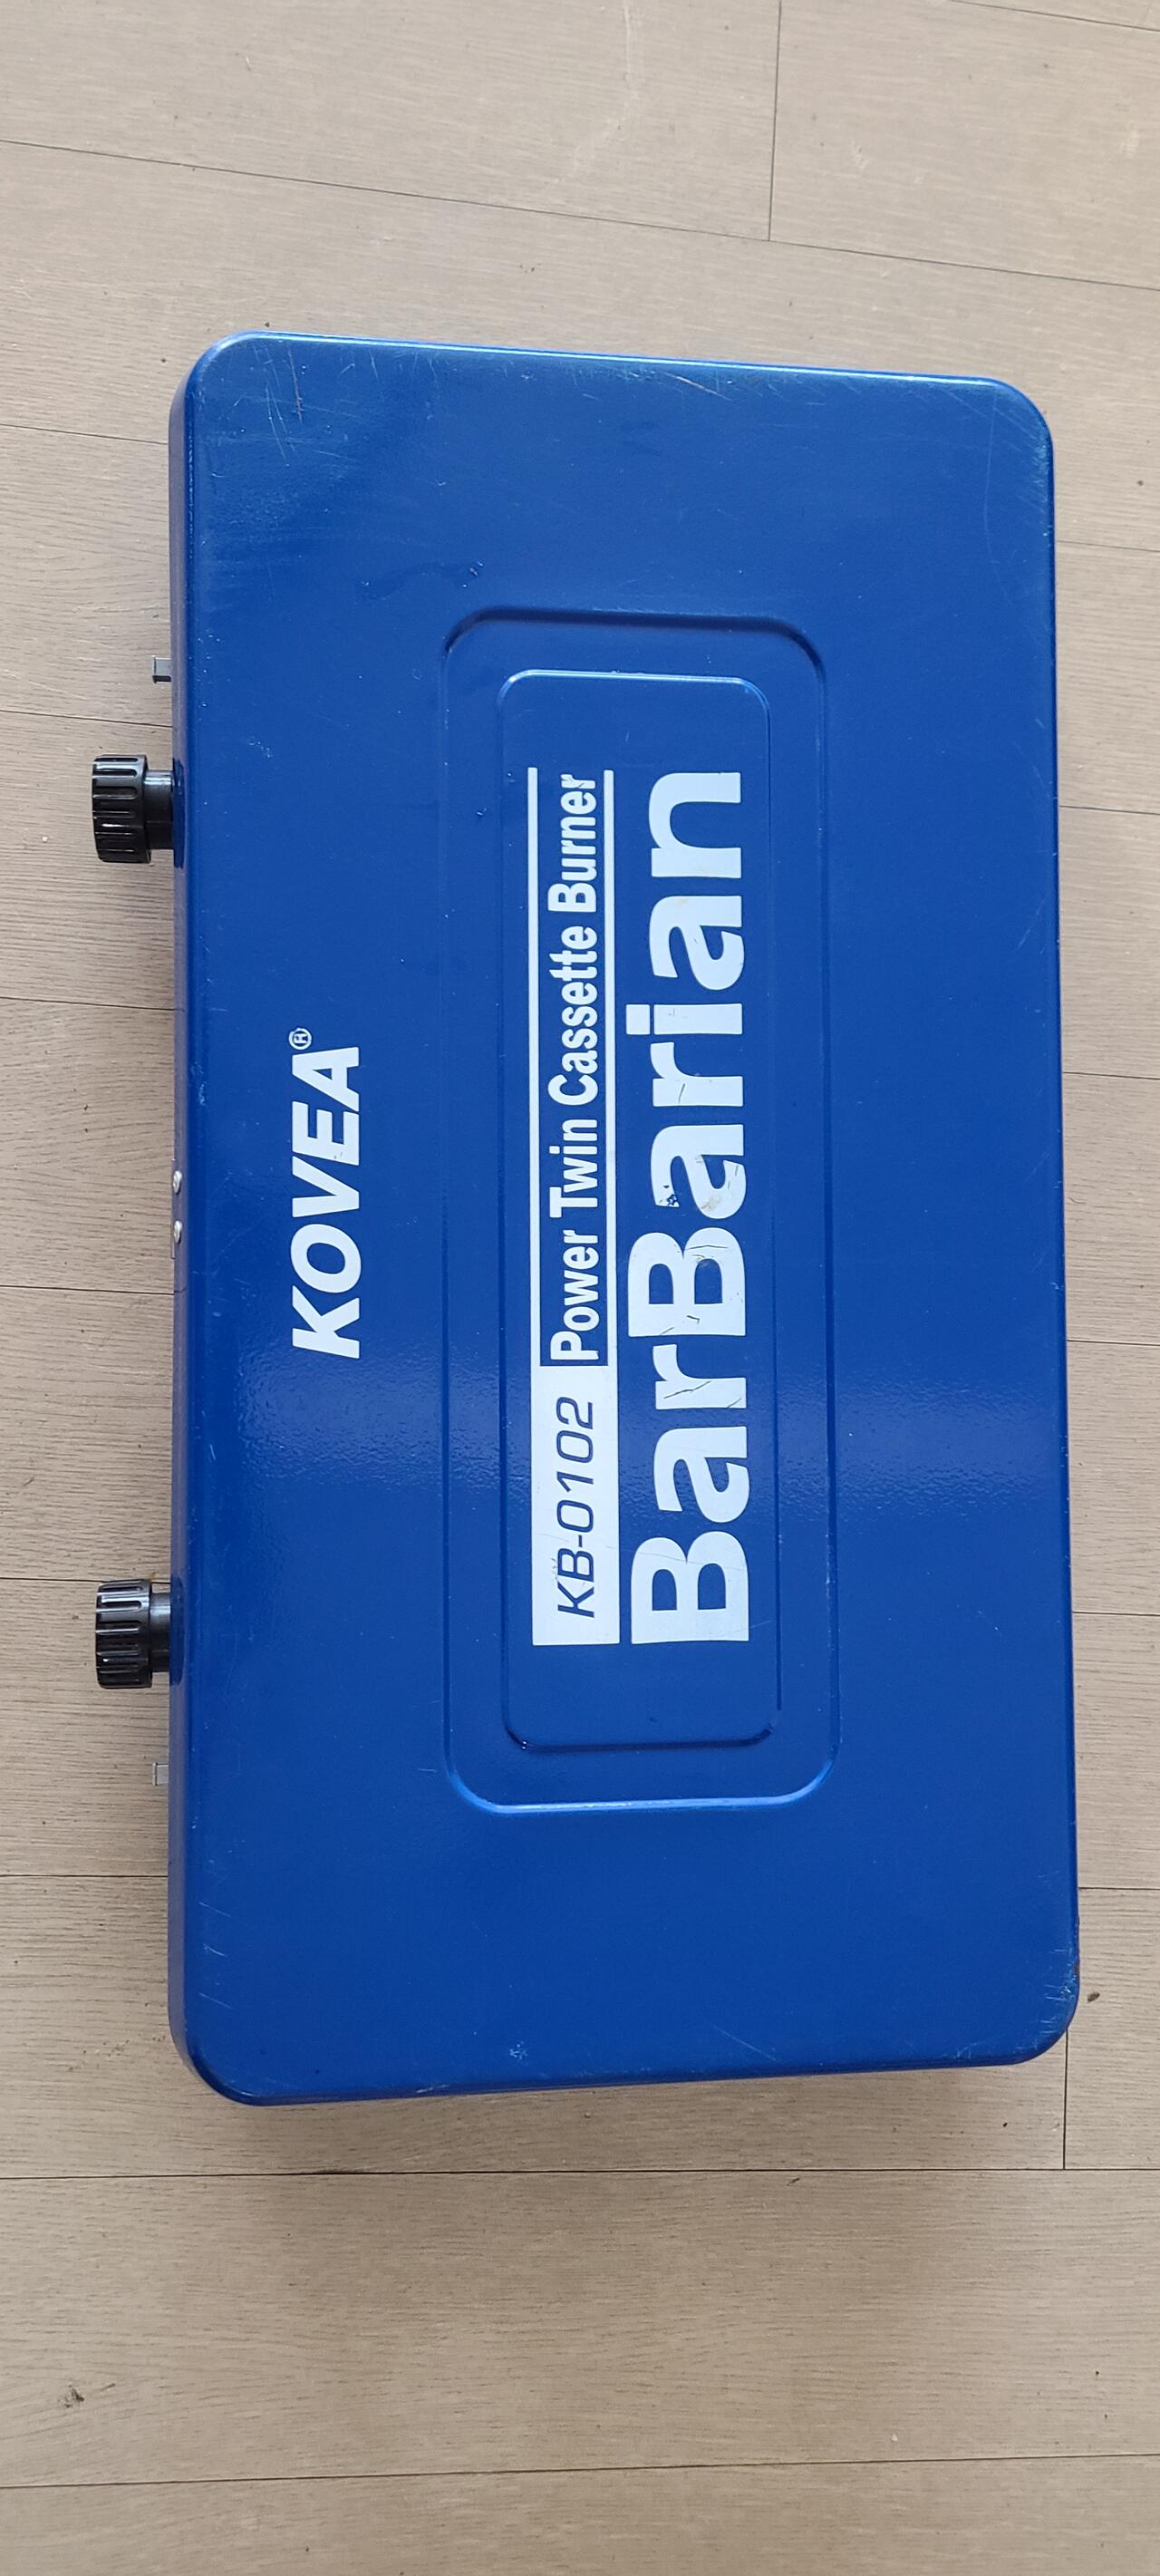 KOVEA®
KB-0102 Power Twin Cassette Burner
BarBarian